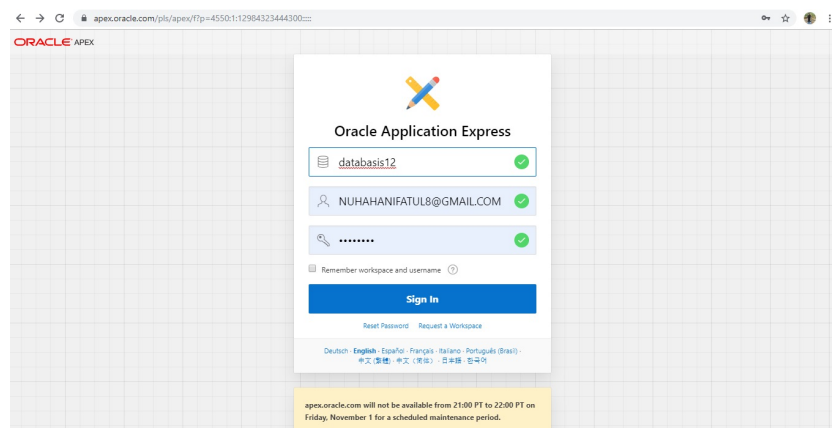 apex.oracle.com/pls/apex/f?p=4550:1:12984323444300:::::
ORACLE APEX
Oracle Application Express
databasis12
NUHAHANIFATUL8@GMAIL.COM
••••••••
Remember workspace and username ?
Sign In
Reset Password Request a Workspace
Deutsch · English · Español · Français · Italiano · Português (Brasil) ·
中文 (繁體) · 中文（简体） · 日本語 · 한국어
apex.oracle.com will not be available from 21:00 PT to 22:00 PT on
Friday, November 1 for a scheduled maintenance period.